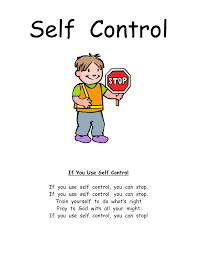 Self Control
STOP
If You Use Self Control
If you use self control, you can stop.
If you use self control, you can stop.
Train yourself to do what's right
Pray to God with all your might
If you use self control, you can stop!